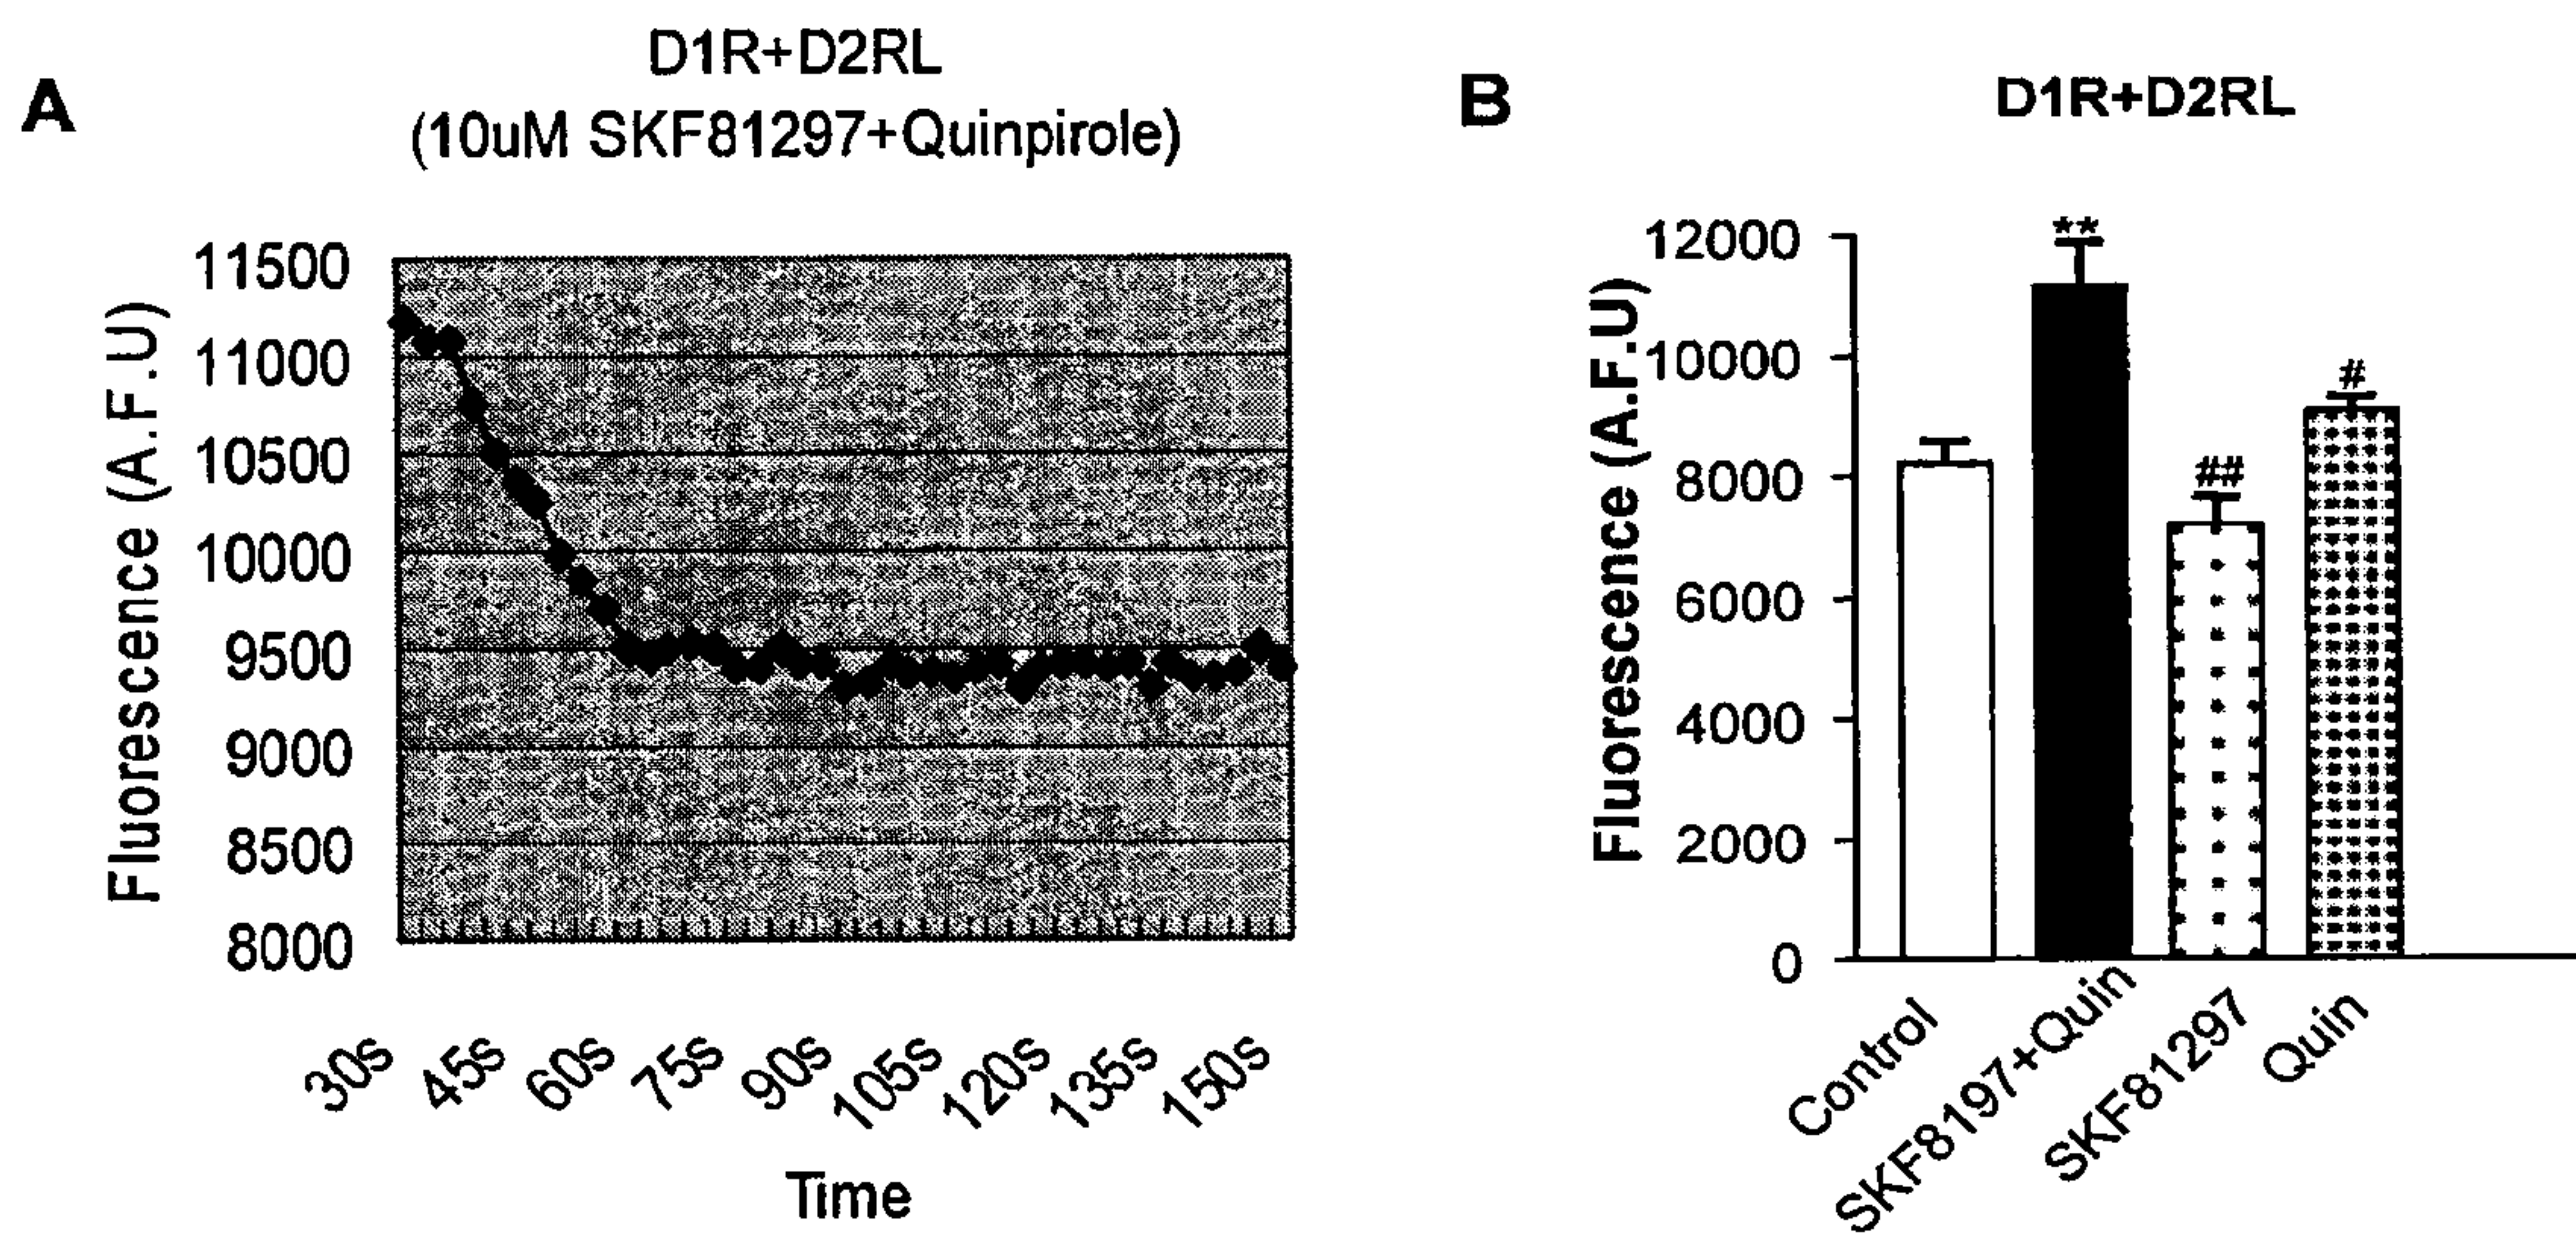 A
D1R+D2RL
(10uM SKF81297+Quinpirole)
Fluorescence (A.F.U)
11500
11000
10500
10000
9500
9000
8500
8000
30s
45s
60s
75s
90s
105s
120s
135s
150s
Time
B
D1R+D2RL
Fluorescence (A.F.U)
12000
10000
8000
6000
4000
2000
0
**
##
#
Control
SKF8197+Quin
SKF81297
Quin